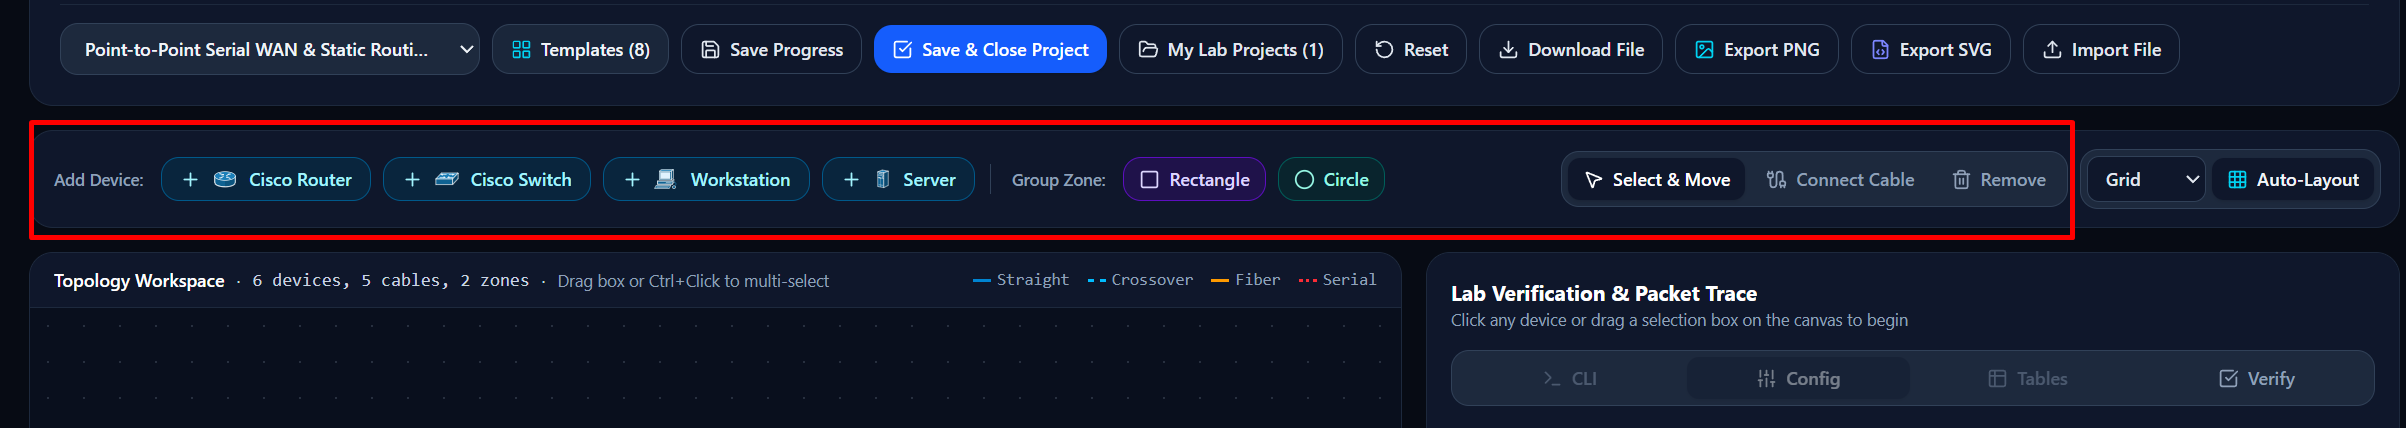 Point-to-Point Serial WAN & Static Routi... Templates (8) Save Progress Save & Close Project My Lab Projects (1) Reset Download File Export PNG Export SVG Import File
Add Device: + Cisco Router + Cisco Switch + Workstation + Server Group Zone: Rectangle Circle Select & Move Connect Cable Remove Grid Auto-Layout
Topology Workspace · 6 devices, 5 cables, 2 zones · Drag box or Ctrl+Click to multi-select Straight Crossover Fiber Serial
Lab Verification & Packet Trace
Click any device or drag a selection box on the canvas to begin
CLI Config Tables Verify